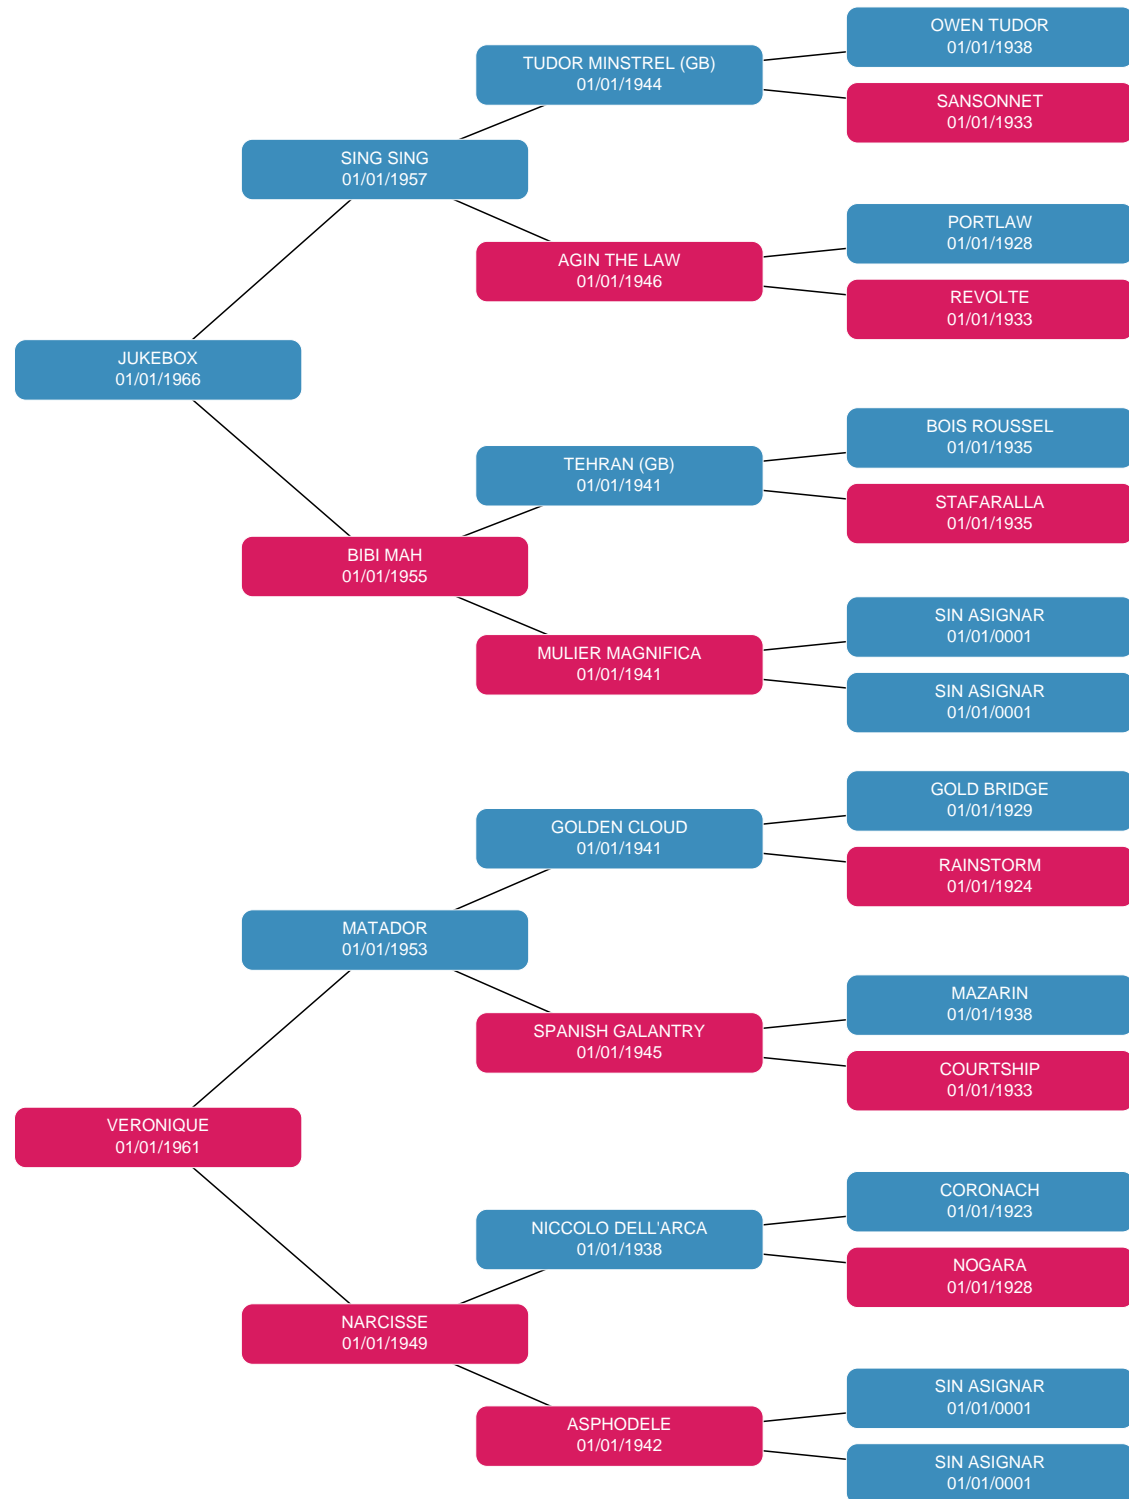 OWEN TUDOR
01/01/1938
TUDOR MINSTREL (GB)
01/01/1944
SANSONNET
01/01/1933
SING SING
01/01/1957
PORTLAW
01/01/1928
AGIN THE LAW
01/01/1946
REVOLTE
01/01/1933
JUKEBOX
01/01/1966
BOIS ROUSSEL
01/01/1935
TEHRAN (GB)
01/01/1941
STAFARALLA
01/01/1935
BIBI MAH
01/01/1955
SIN ASIGNAR
01/01/0001
MULIER MAGNIFICA
01/01/1941
SIN ASIGNAR
01/01/0001
GOLD BRIDGE
01/01/1929
GOLDEN CLOUD
01/01/1941
RAINSTORM
01/01/1924
MATADOR
01/01/1953
MAZARIN
01/01/1938
SPANISH GALANTRY
01/01/1945
COURTSHIP
01/01/1933
VERONIQUE
01/01/1961
CORONACH
01/01/1923
NICCOLO DELL'ARCA
01/01/1938
NOGARA
01/01/1928
NARCISSE
01/01/1949
SIN ASIGNAR
01/01/0001
ASPHODELE
01/01/1942
SIN ASIGNAR
01/01/0001